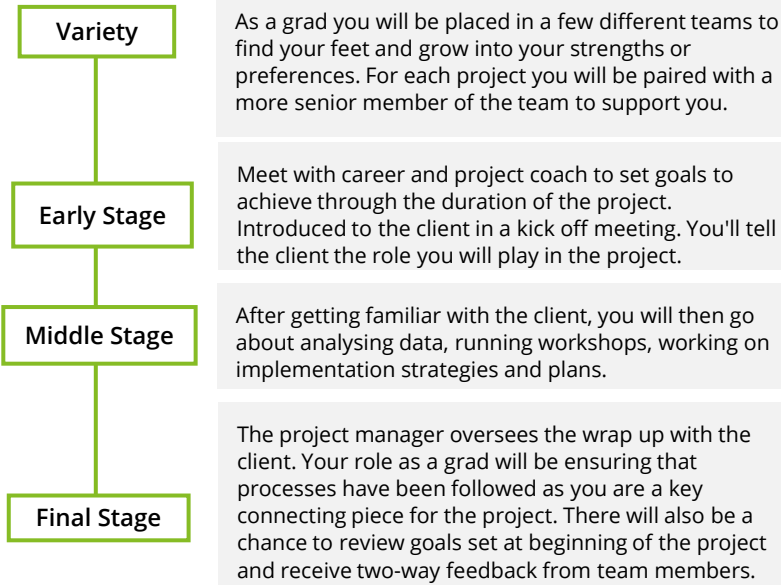 Variety
As a grad you will be placed in a few different teams to
find your feet and grow into your strengths or
preferences. For each project you will be paired with a
more senior member of the team to support you.
Early Stage
Meet with career and project coach to set goals to
achieve through the duration of the project.
Introduced to the client in a kick off meeting. You'll tell
the client the role you will play in the project.
Middle Stage
After getting familiar with the client, you will then go
about analysing data, running workshops, working on
implementation strategies and plans.
Final Stage
The project manager oversees the wrap up with the
client. Your role as a grad will be ensuring that
processes have been followed as you are a key
connecting piece for the project. There will also be a
chance to review goals set at beginning of the project
and receive two-way feedback from team members.